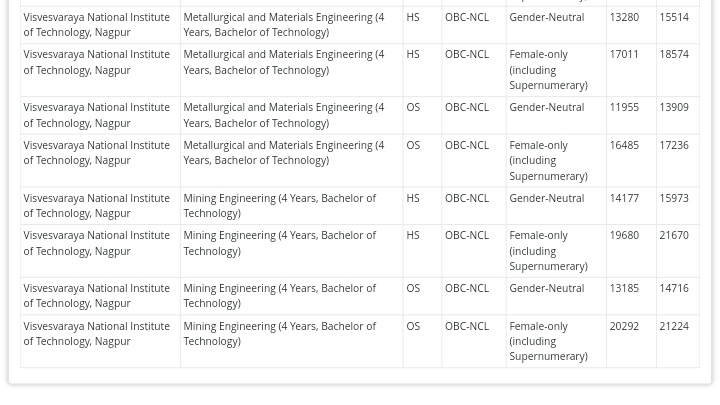 Visvesvaraya National Institute Metallurgical and Materials Engineering (4 HS OBC-NCL Gender-Neutral 13280 15514
of Technology, Nagpur Years, Bachelor of Technology)
Visvesvaraya National Institute Metallurgical and Materials Engineering (4 HS OBC-NCL Female-only 17011 18574
of Technology, Nagpur Years, Bachelor of Technology) (including
Supernumerary)
Visvesvaraya National Institute Metallurgical and Materials Engineering (4 OS OBC-NCL Gender-Neutral 11955 13909
of Technology, Nagpur Years, Bachelor of Technology)
Visvesvaraya National Institute Metallurgical and Materials Engineering (4 OS OBC-NCL Female-only 16485 17236
of Technology, Nagpur Years, Bachelor of Technology) (including
Supernumerary)
Visvesvaraya National Institute Mining Engineering (4 Years, Bachelor of HS OBC-NCL Gender-Neutral 14177 15973
of Technology, Nagpur Technology)
Visvesvaraya National Institute Mining Engineering (4 Years, Bachelor of HS OBC-NCL Female-only 19680 21670
of Technology, Nagpur Technology) (including
Supernumerary)
Visvesvaraya National Institute Mining Engineering (4 Years, Bachelor of OS OBC-NCL Gender-Neutral 13185 14716
of Technology, Nagpur Technology)
Visvesvaraya National Institute Mining Engineering (4 Years, Bachelor of OS OBC-NCL Female-only 20292 21224
of Technology, Nagpur Technology) (including
Supernumerary)